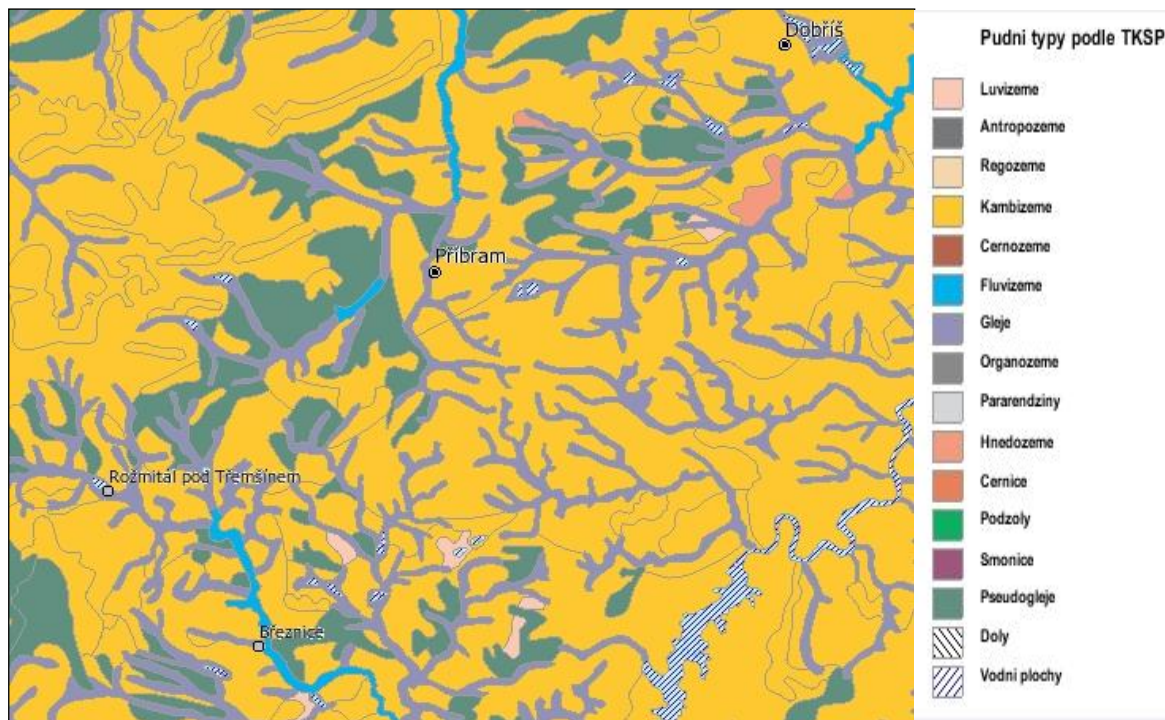 Dobříš
Příbram
Rožmitál pod Třemšínem
Březnice
Pudni typy podle TKSP
Luvizeme
Antropozeme
Regozeme
Kambizeme
Cernozeme
Fluvizeme
Gleje
Organozeme
Pararendziny
Hnedozeme
Cernice
Podzoly
Smonice
Pseudogleje
Doly
Vodni plochy